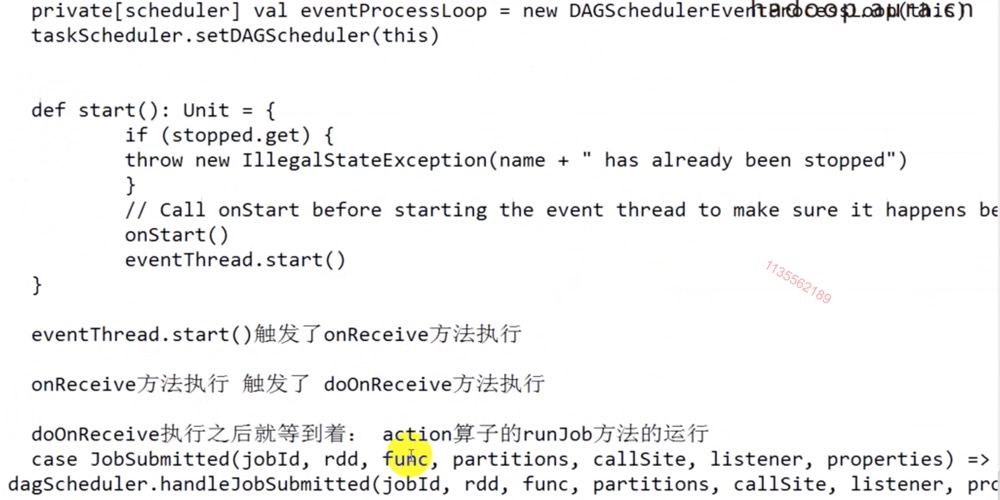 private[scheduler] val eventProcessLoop = new DAGSchedulerEventProcessLoop(this)
hadoop.aura.cn
taskScheduler.setDAGScheduler(this)
def start(): Unit = {
if (stopped.get) {
throw new IllegalStateException(name + " has already been stopped")
}
// Call onStart before starting the event thread to make sure it happens be
onStart()
eventThread.start()
}
1135562189
eventThread.start()触发了onReceive方法执行
onReceive方法执行 触发了 doOnReceive方法执行
doOnReceive执行之后就等到着： action算子的runJob方法的运行
case JobSubmitted(jobId, rdd, func, partitions, callSite, listener, properties) =>
dagScheduler.handleJobSubmitted(jobId, rdd, func, partitions, callSite, listener, pro